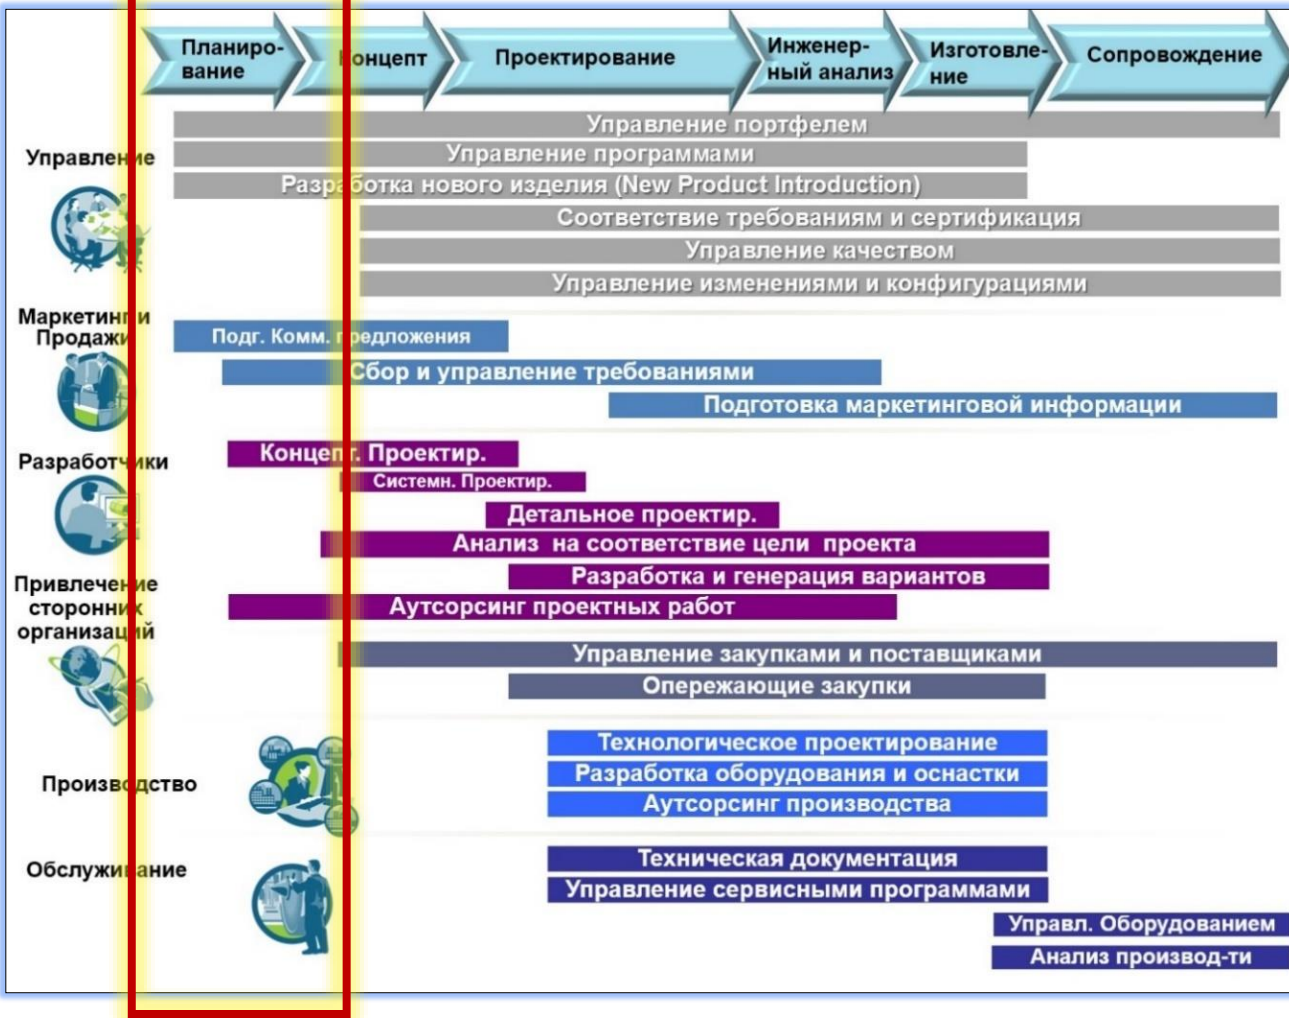 Планиро-
вание
Концепт
Проектирование
Инженер-
ный анализ
Изготовле-
ние
Сопровождение
Управление
Управление портфелем
Управление программами
Разработка нового изделия (New Product Introduction)
Соответствие требованиям и сертификация
Управление качеством
Управление изменениями и конфигурациями
Маркетинг и
Продажи
Подг. Комм. предложения
Сбор и управление требованиями
Подготовка маркетинговой информации
Разработчики
Концепт. Проектир.
Системн. Проектир.
Детальное проектир.
Анализ на соответствие цели проекта
Разработка и генерация вариантов
Аутсорсинг проектных работ
Привлечение
сторонних
организаций
Управление закупками и поставщиками
Опережающие закупки
Производство
Технологическое проектирование
Разработка оборудования и оснастки
Аутсорсинг производства
Обслуживание
Техническая документация
Управление сервисными программами
Управл. Оборудованием
Анализ производ-ти